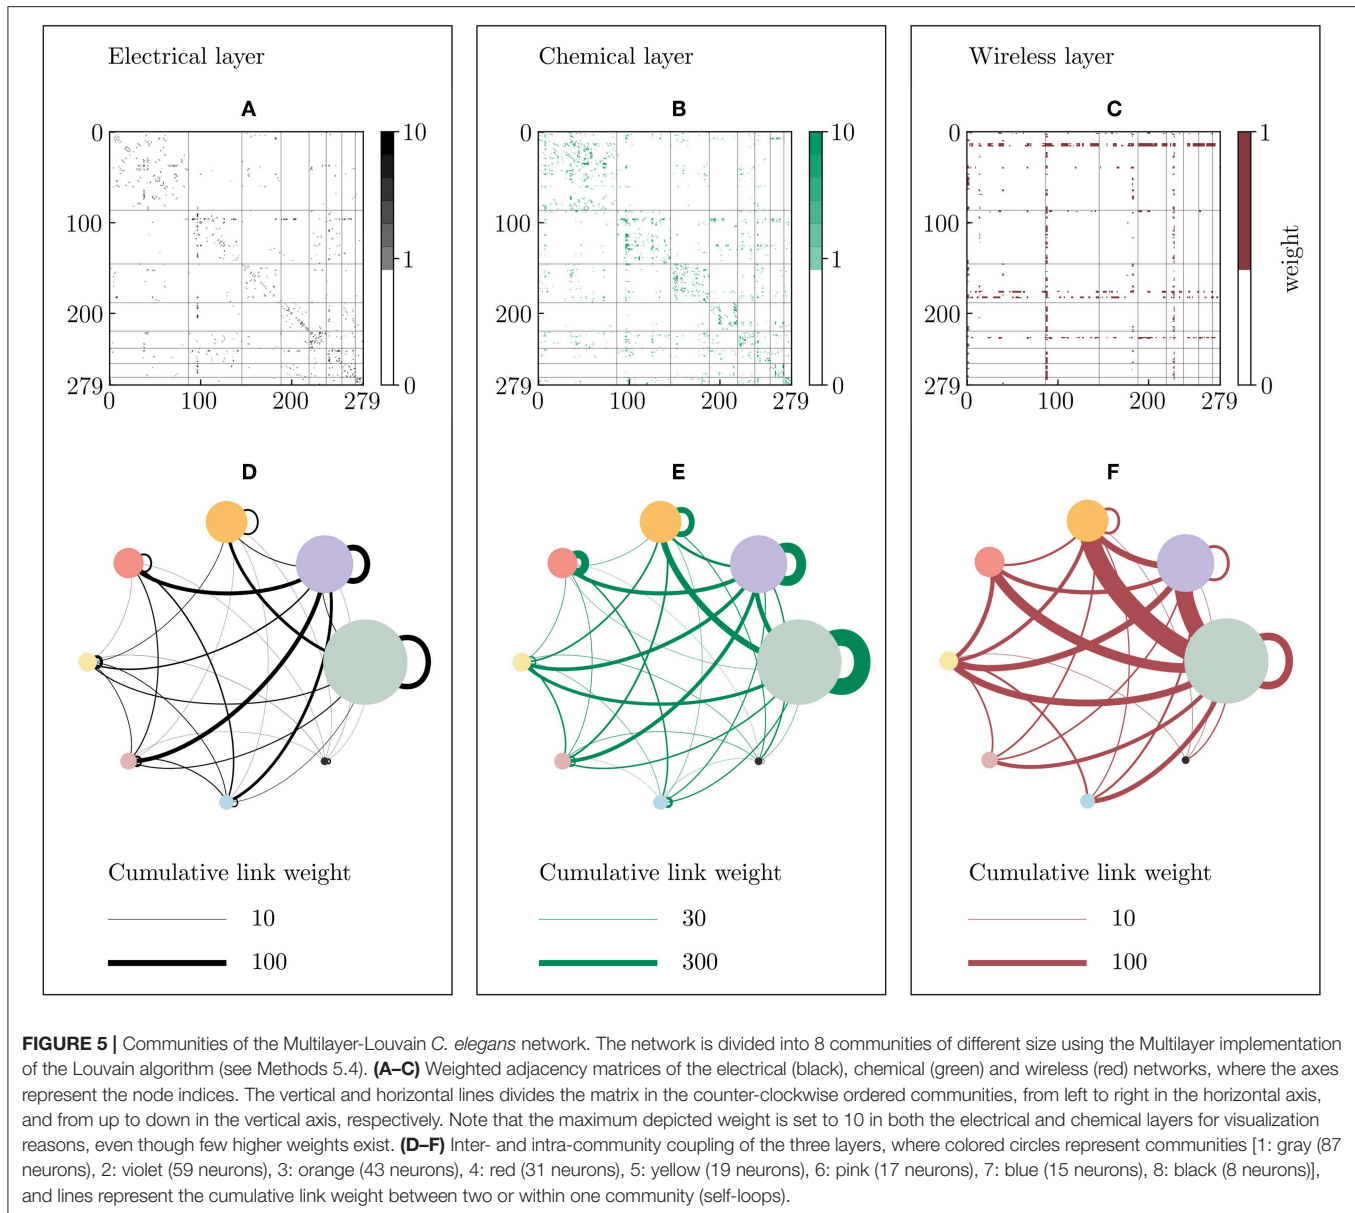 Electrical layer
A
0
100
200
279
0
100
200
279
10
1
0
D
Cumulative link weight
10
100
Chemical layer
B
0
100
200
279
0
100
200
279
10
1
0
E
Cumulative link weight
30
300
Wireless layer
C
0
100
200
279
0
100
200
279
1
0
weight
F
Cumulative link weight
10
100
FIGURE 5 | Communities of the Multilayer-Louvain C. elegans network. The network is divided into 8 communities of different size using the Multilayer implementation
of the Louvain algorithm (see Methods 5.4). (A–C) Weighted adjacency matrices of the electrical (black), chemical (green) and wireless (red) networks, where the axes
represent the node indices. The vertical and horizontal lines divides the matrix in the counter-clockwise ordered communities, from left to right in the horizontal axis,
and from up to down in the vertical axis, respectively. Note that the maximum depicted weight is set to 10 in both the electrical and chemical layers for visualization
reasons, even though few higher weights exist. (D–F) Inter- and intra-community coupling of the three layers, where colored circles represent communities [1: gray (87
neurons), 2: violet (59 neurons), 3: orange (43 neurons), 4: red (31 neurons), 5: yellow (19 neurons), 6: pink (17 neurons), 7: blue (15 neurons), 8: black (8 neurons)],
and lines represent the cumulative link weight between two or within one community (self-loops).